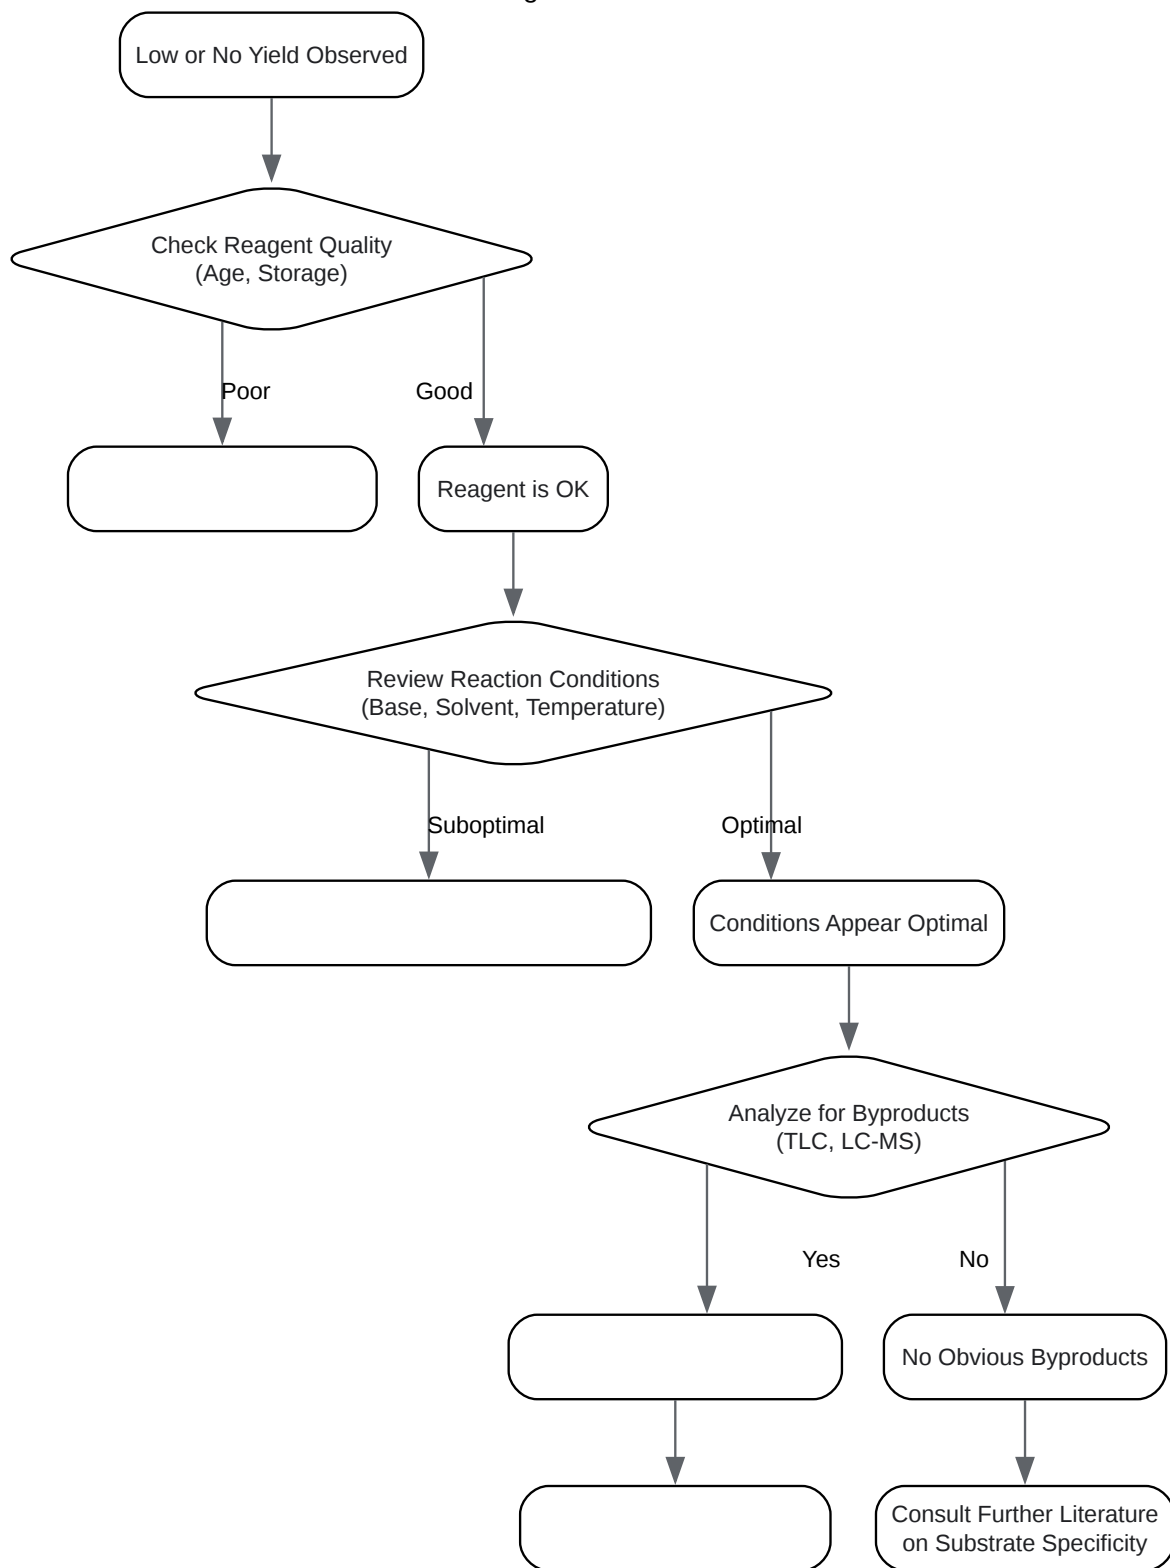 Low or No Yield Observed
Check Reagent Quality
(Age, Storage)
Poor
Good
Reagent is OK
Review Reaction Conditions
(Base, Solvent, Temperature)
Suboptimal
Optimal
Conditions Appear Optimal
Analyze for Byproducts
(TLC, LC-MS)
Yes
No
No Obvious Byproducts
Consult Further Literature
on Substrate Specificity